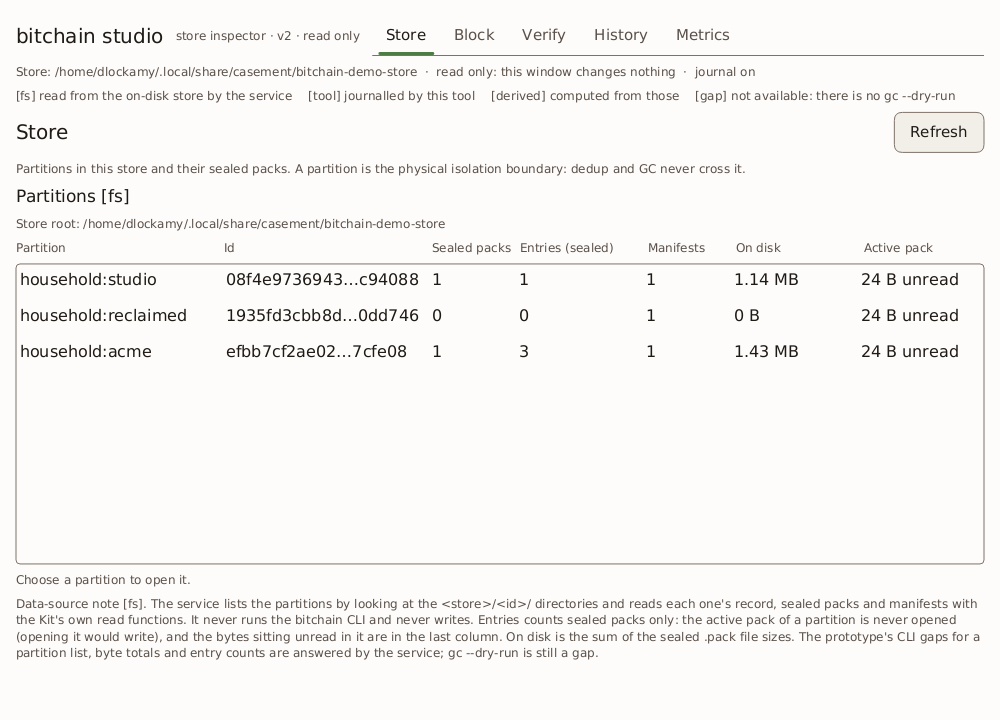 bitchain studio store inspector · v2 · read only Store Block Verify History Metrics
Store: /home/dlockamy/.local/share/casement/bitchain-demo-store · read only: this window changes nothing · journal on
[fs] read from the on-disk store by the service [tool] journalled by this tool [derived] computed from those [gap] not available: there is no gc --dry-run
Store Refresh
Partitions in this store and their sealed packs. A partition is the physical isolation boundary: dedup and GC never cross it.
Partitions [fs]
Store root: /home/dlockamy/.local/share/casement/bitchain-demo-store
Partition Id Sealed packs Entries (sealed) Manifests On disk Active pack
household:studio 08f4e9736943…c94088 1 1 1 1.14 MB 24 B unread
household:reclaimed 1935fd3cbb8d…0dd746 0 0 1 0 B 24 B unread
household:acme efbb7cf2ae02…7cfe08 1 3 1 1.43 MB 24 B unread
Choose a partition to open it.
Data-source note [fs]. The service lists the partitions by looking at the <store>/<id>/ directories and reads each one's record, sealed packs and manifests with
the Kit's own read functions. It never runs the bitchain CLI and never writes. Entries counts sealed packs only: the active pack of a partition is never opened
(opening it would write), and the bytes sitting unread in it are in the last column. On disk is the sum of the sealed .pack file sizes. The prototype's CLI gaps for a
partition list, byte totals and entry counts are answered by the service; gc --dry-run is still a gap.